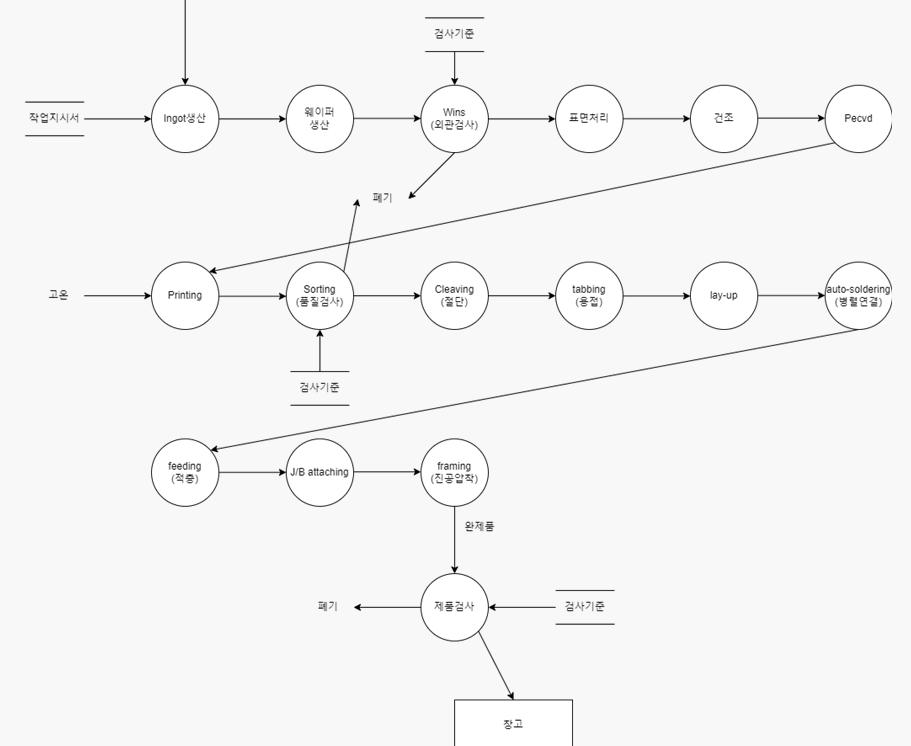 검사기준
작업지시서
Ingot생산
웨이퍼
생산
Wins
(외관검사)
표면처리
건조
Pecvd
폐기
고온
Printing
Sorting
(품질검사)
Cleaving
(절단)
tabbing
(용접)
lay-up
auto-soldering
(병렬연결)
검사기준
feeding
(적층)
J/B attaching
framing
(진공압착)
완제품
폐기
제품검사
검사기준
창고